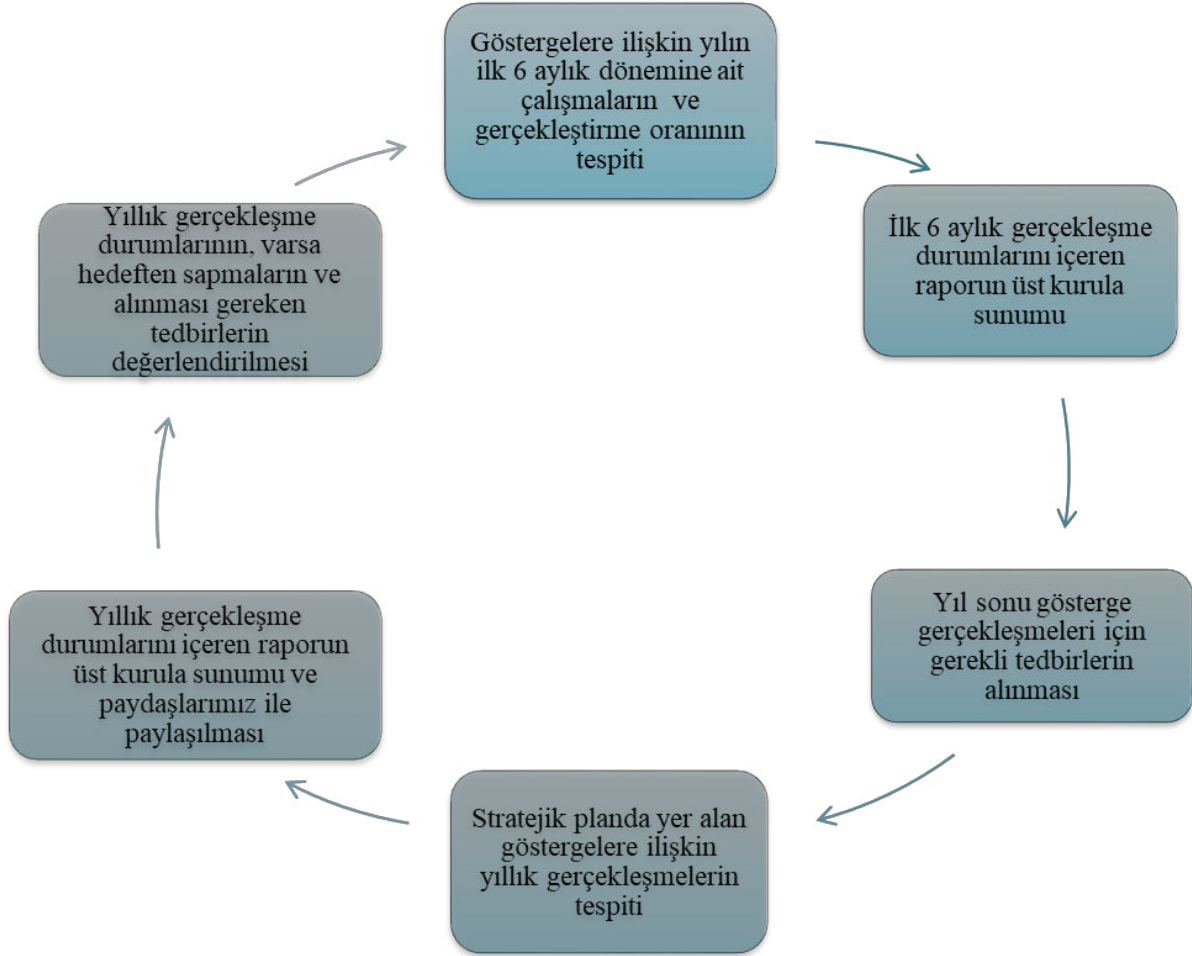 Göstergelere ilişkin yılın
ilk 6 aylık dönemine ait
çalışmaların ve
gerçekleştirme oranının
tespiti
İlk 6 aylık gerçekleşme
durumlarını içeren
raporun üst kurula
sunumu
Yıl sonu gösterge
gerçekleşmeleri için
gerekli tedbirlerin
alınması
Stratejik planda yer alan
göstergelere ilişkin
yıllık gerçekleşmelerin
tespiti
Yıllık gerçekleşme
durumlarını içeren raporun
üst kurula sunumu ve
paydaşlarımız ile
paylaşılması
Yıllık gerçekleşme
durumlarının, varsa
hedeften sapmaların ve
alınması gereken
tedbirlerin
değerlendirilmesi